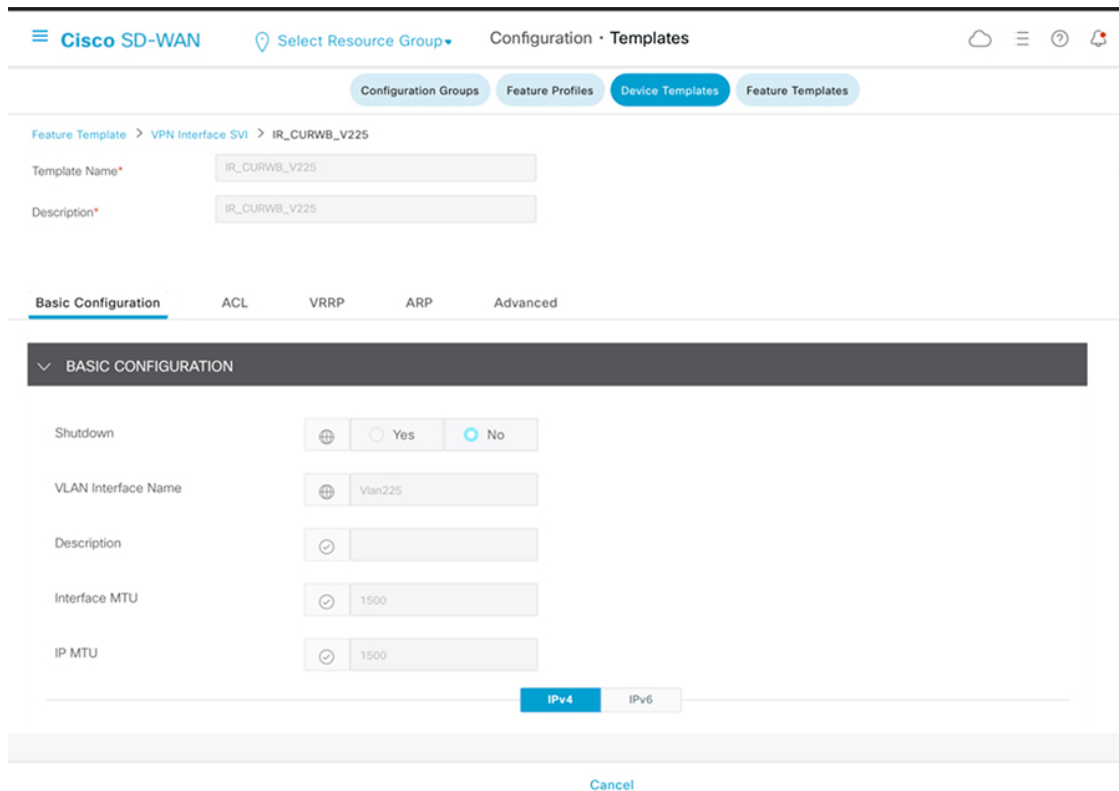 Cisco SD-WAN Select Resource Group Configuration · Templates
Configuration Groups Feature Profiles Device Templates Feature Templates
Feature Template > VPN Interface SVI > IR_CURWB_V225
Template Name* IR_CURWB_V225
Description* IR_CURWB_V225
Basic Configuration ACL VRRP ARP Advanced
BASIC CONFIGURATION
Shutdown Yes No
VLAN Interface Name Vlan225
Description
Interface MTU 1500
IP MTU 1500
IPv4 IPv6
Cancel